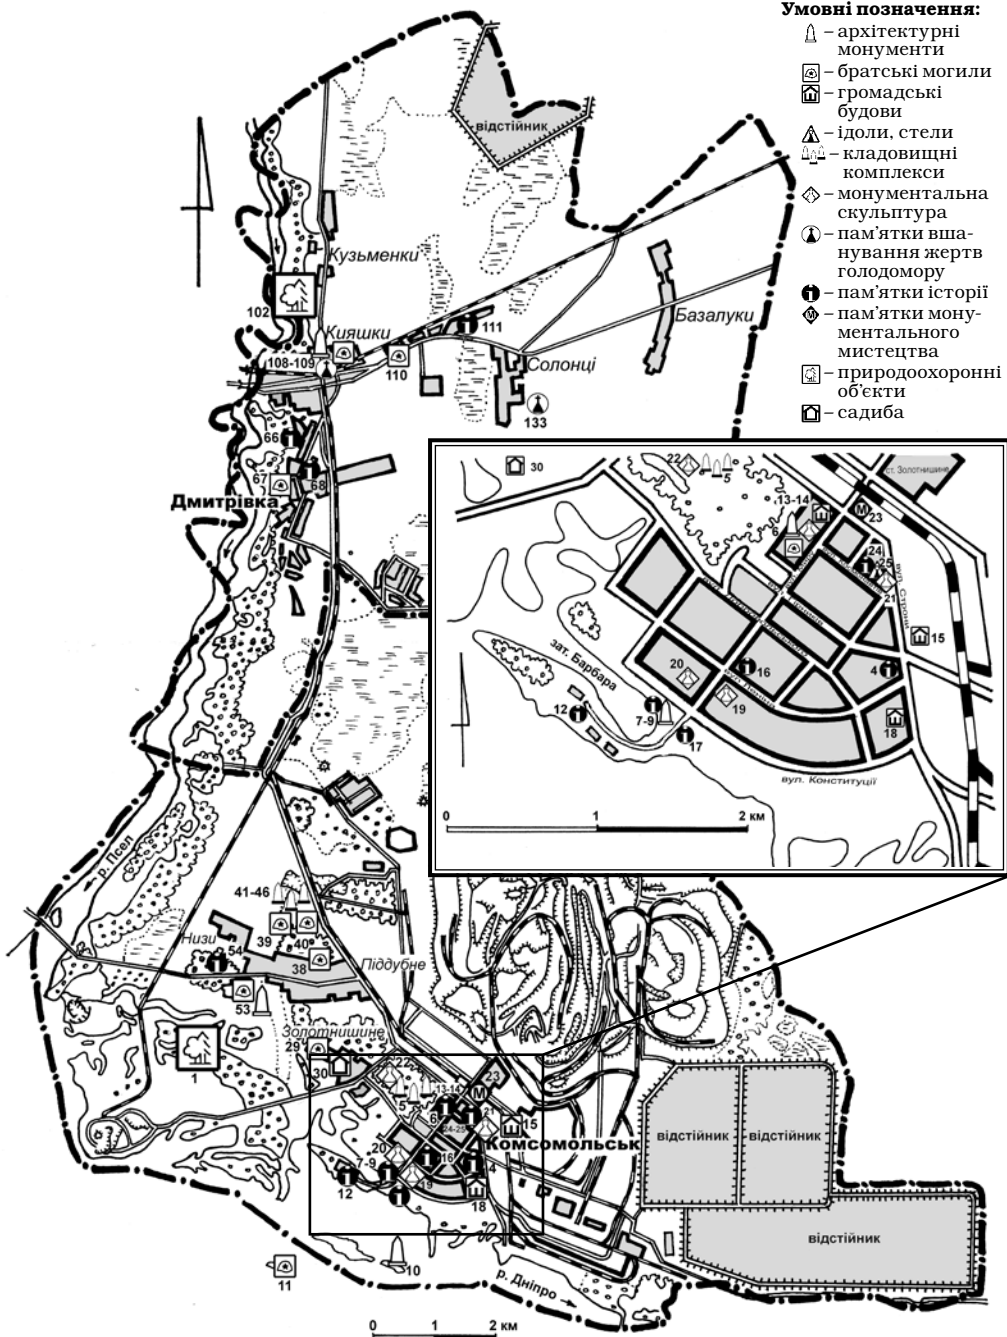 Умовні позначення:
– архітектурні
монументи
– братські могили
– громадські
будови
– ідоли, стели
– кладовищні
комплекси
– монументальна
скульптура
– пам'ятки вша-
нування жертв
голодомору
– пам'ятки історії
– пам'ятки мону-
ментального
мистецтва
– природоохоронні
об'єкти
– садиба
відстійник
Кузьменки
102
Кияшки
108-109
110
111
Солонці
133
Базалуки
66
67
68
Дмитрівка
22
5
30
ст. Золотнишине
13-14
6
М
23
24
25
21
вул. Строни
15
зат. Барбара
20
16
4
12
7-9
19
17
18
вул. Леніна
вул. Конституції
0 1 2 км
р. Псел
41-46
39
40
38
Низи
54
53
Піддубне
Золотнишине
29
30
1
22
5
13-14
6
М
23
21
24-25
15
Комсомольськ
20
7-9
16
4
19
12
18
відстійник
відстійник
відстійник
10
11
р. Дніпро
0 1 2 км